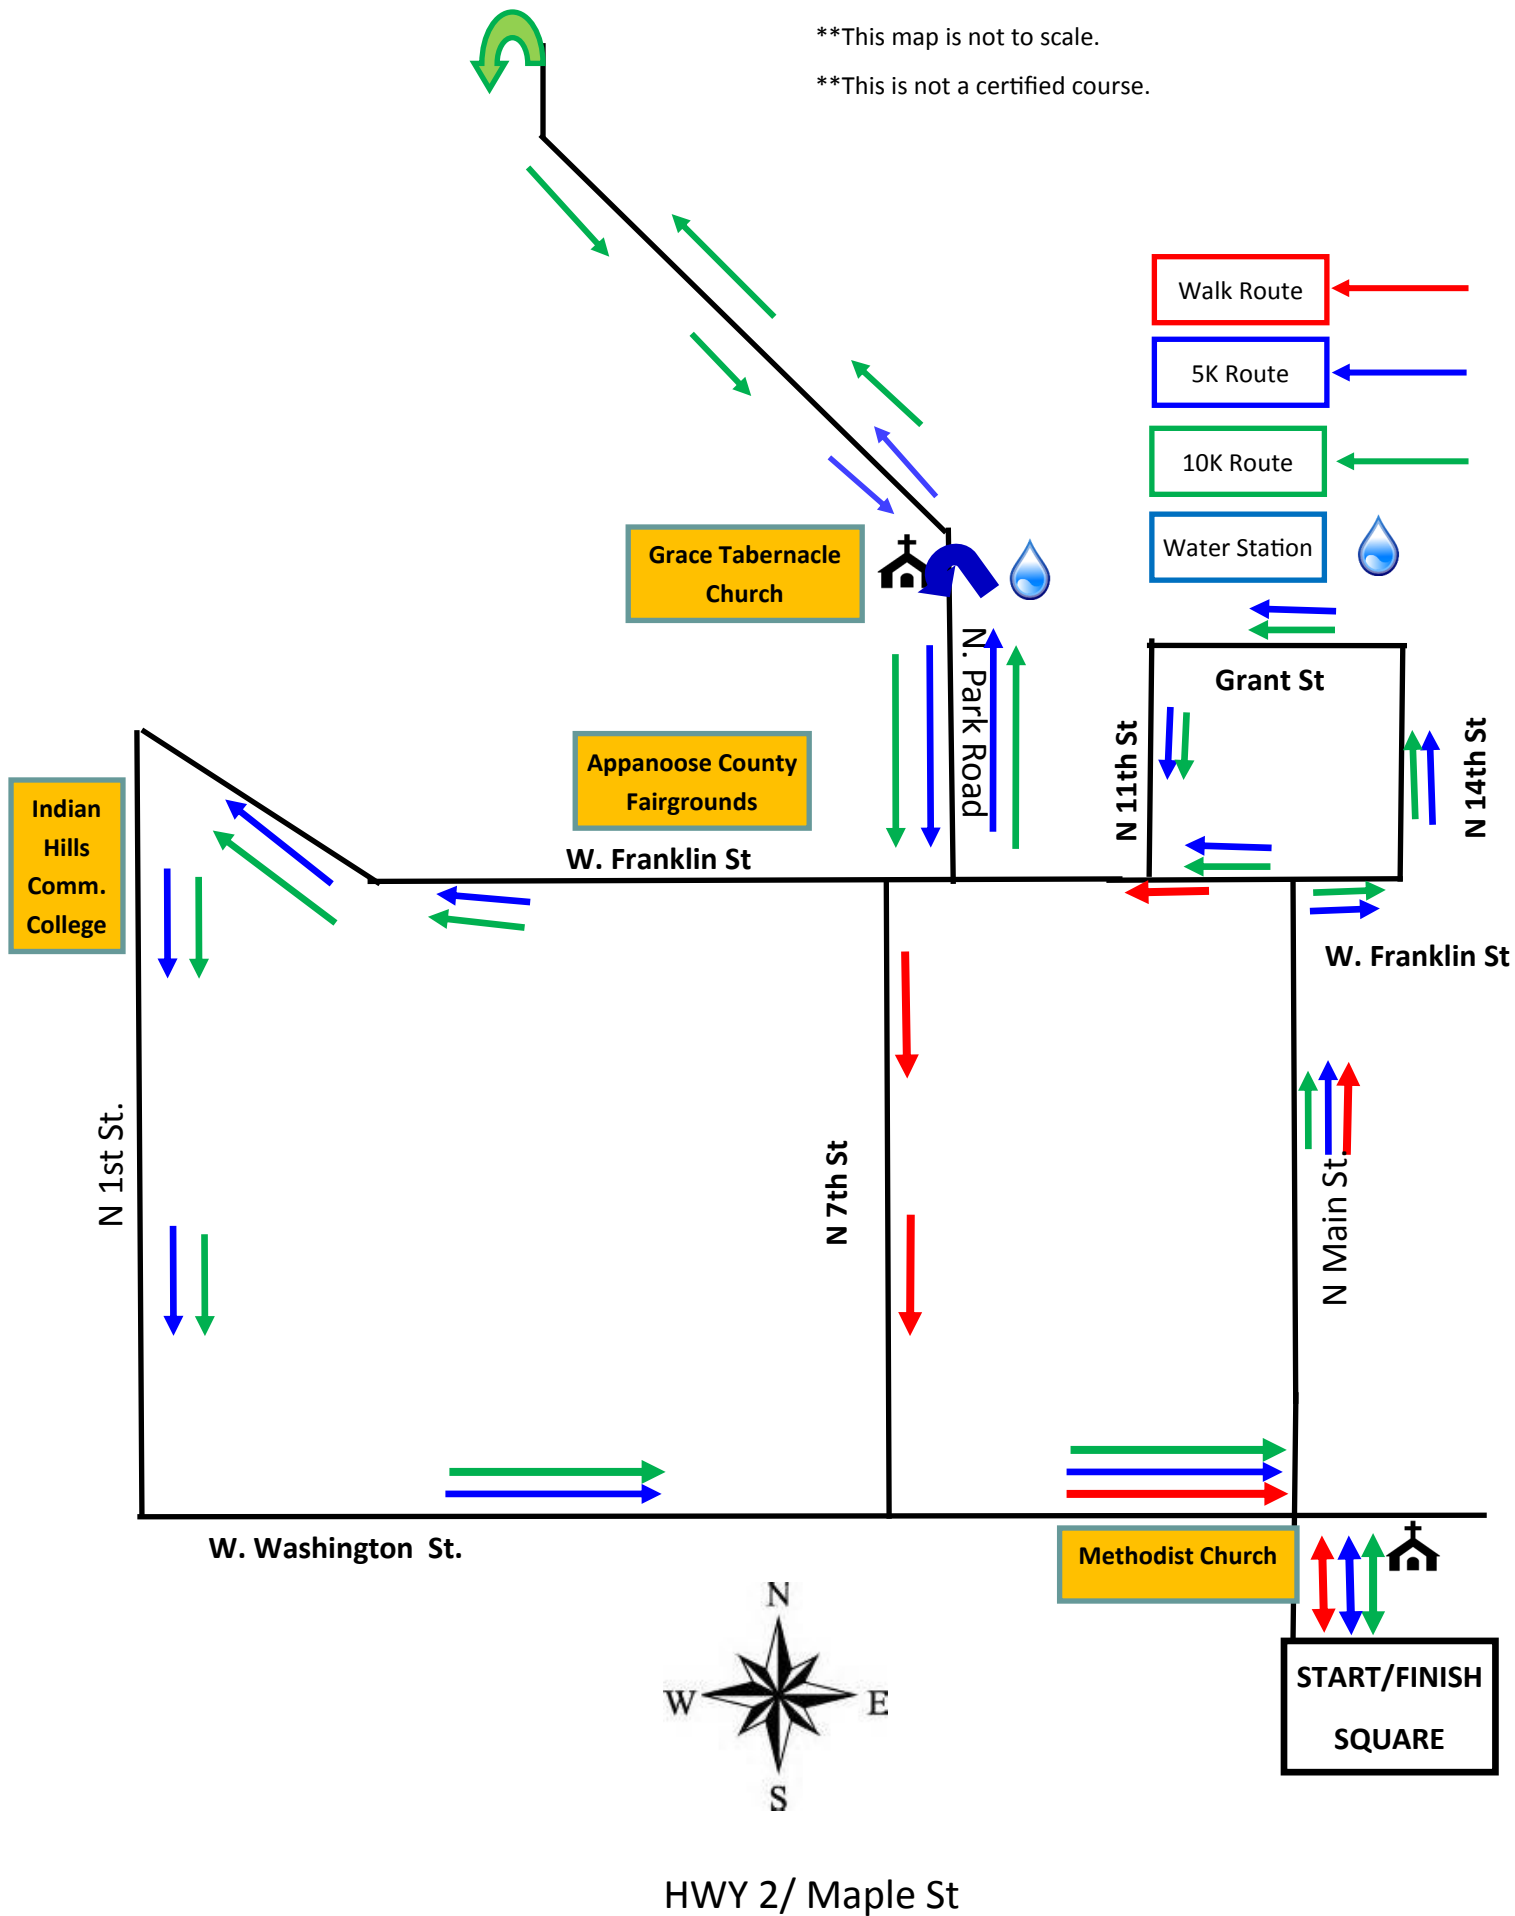 **This map is not to scale.
**This is not a certified course.
Walk Route
5K Route
10K Route
Water Station
Grace Tabernacle
Church
N. Park Road
Grant St
N 11th St
N 14th St
Appanoose County
Fairgrounds
Indian
Hills
Comm.
College
W. Franklin St
W. Franklin St
N 1st St.
N 7th St
N Main St.
W. Washington  St.
Methodist Church
N
W
E
S
START/FINISH
SQUARE
HWY 2/ Maple St